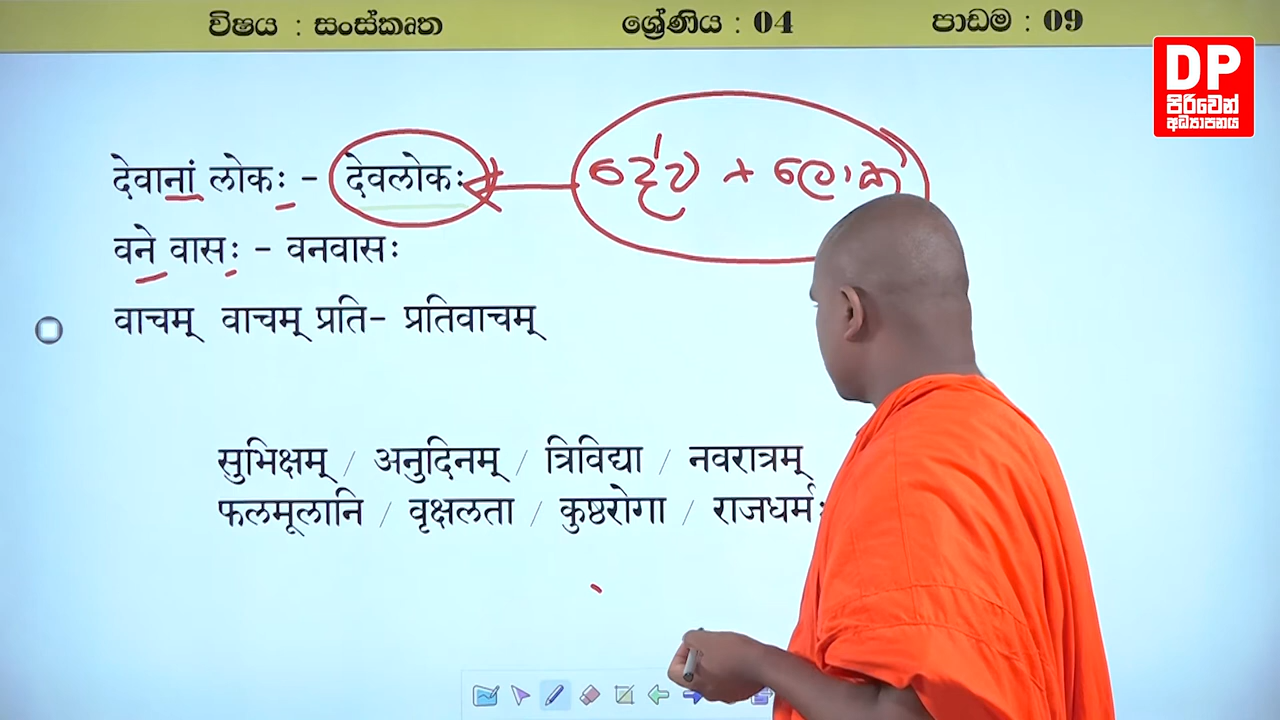 විෂය : සංස්කෘත ශ්‍රේණිය : 04 පාඩම : 09
DP
පිරිවෙන්
අධ්‍යාපනය
देवानां लोकः - देवलोकः දේව + ලොක
वने वासः - वनवासः
वाचम् वाचम् प्रति- प्रतिवाचम्
सुभिक्षम् / अनुदिनम् / त्रिविद्या / नवरात्रम्
फलमूलानि / वृक्षलता / कुष्ठरोगा / राजधर्मः